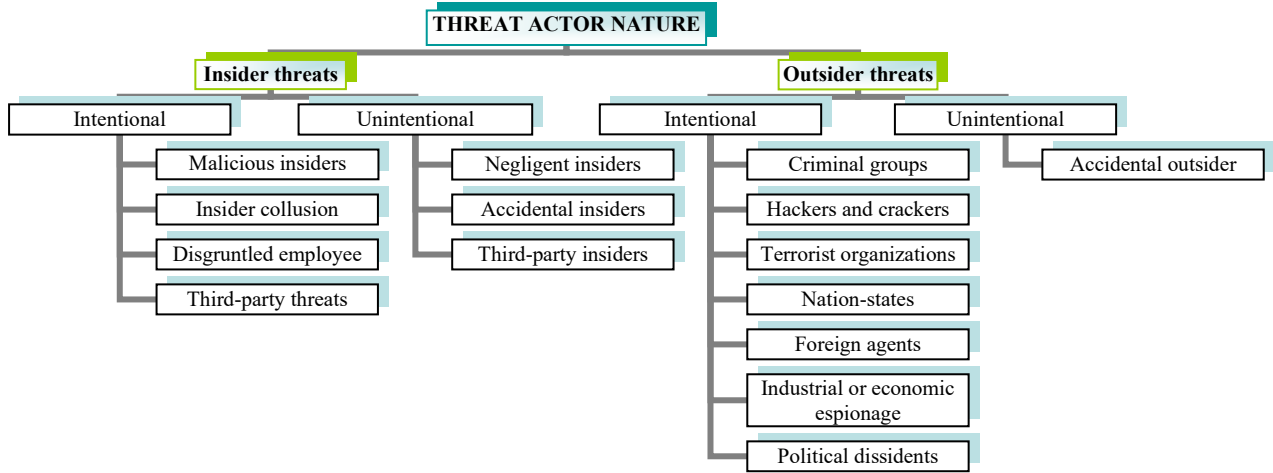 THREAT ACTOR NATURE
Insider threats
Outsider threats
Intentional
Unintentional
Intentional
Unintentional
Malicious insiders
Insider collusion
Disgruntled employee
Third-party threats
Negligent insiders
Accidental insiders
Third-party insiders
Criminal groups
Hackers and crackers
Terrorist organizations
Nation-states
Foreign agents
Industrial or economic
espionage
Political dissidents
Accidental outsider